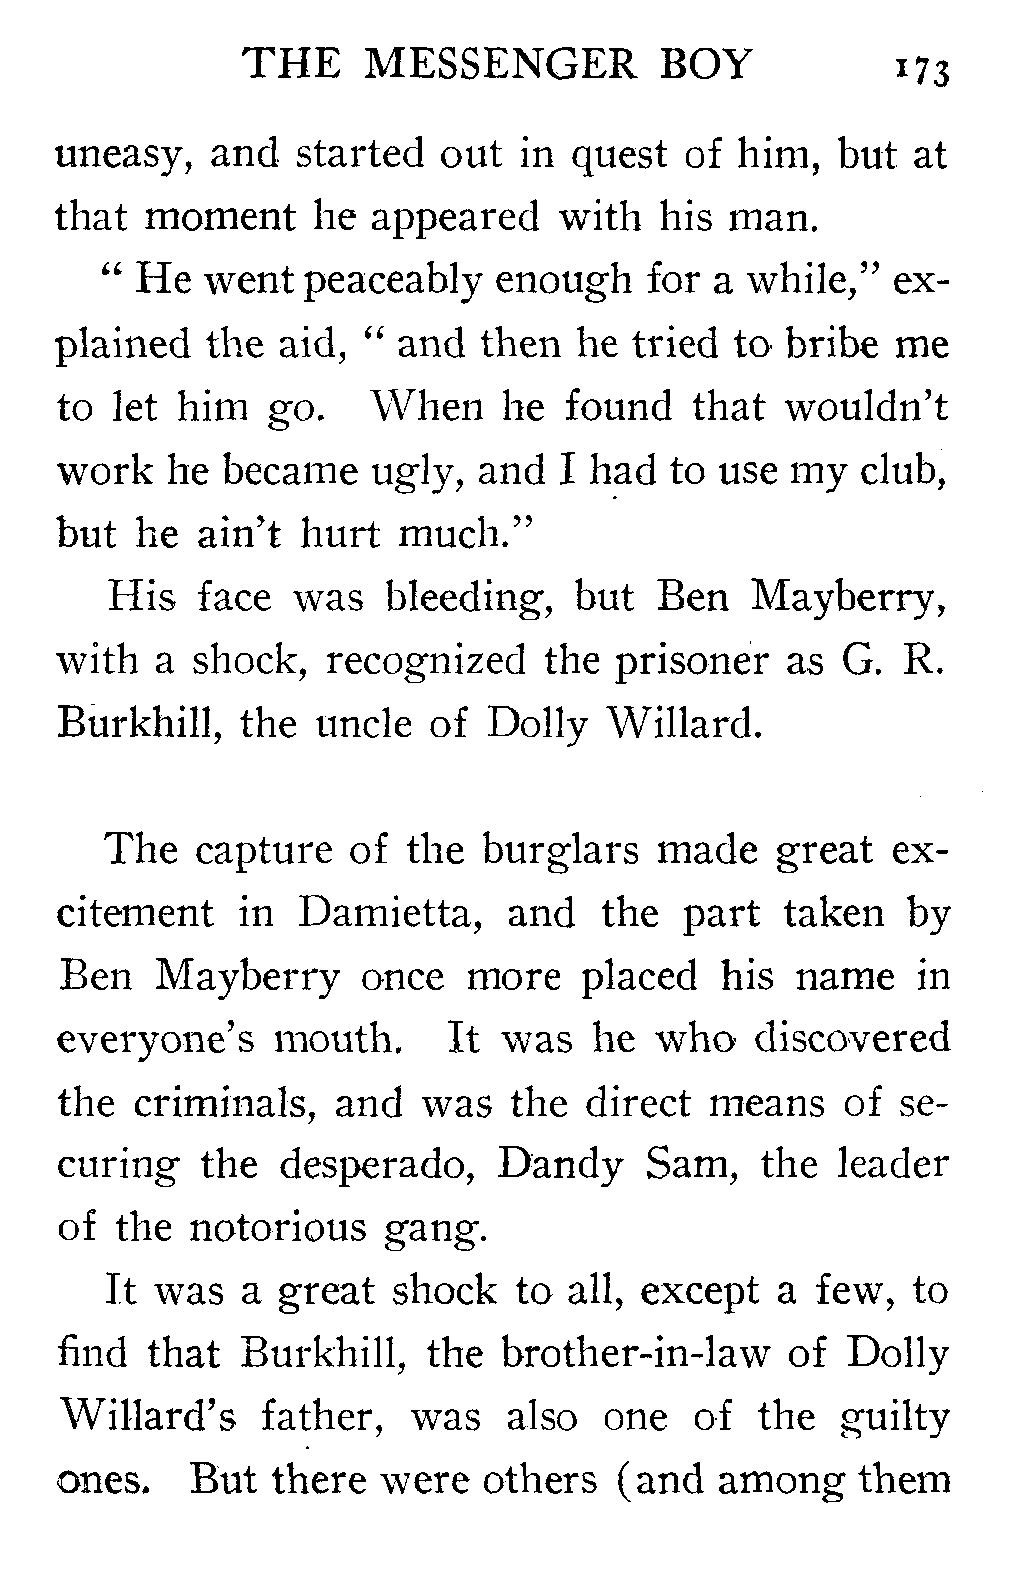 THE MESSENGER BOY 173
uneasy, and started out in quest of him, but at
that moment he appeared with his man.
“ He went peaceably enough for a while,” ex-
plained the aid, “ and then he tried to bribe me
to let him go. When he found that wouldn’t
work he became ugly, and I had to use my club,
but he ain’t hurt much.”
His face was bleeding, but Ben Mayberry,
with a shock, recognized the prisoner as G. R.
Burkhill, the uncle of Dolly Willard.
The capture of the burglars made great ex-
citement in Damietta, and the part taken by
Ben Mayberry once more placed his name in
everyone’s mouth. It was he who discovered
the criminals, and was the direct means of se-
curing the desperado, Dandy Sam, the leader
of the notorious gang.
It was a great shock to all, except a few, to
find that Burkhill, the brother-in-law of Dolly
Willard’s father, was also one of the guilty
ones. But there were others (and among them